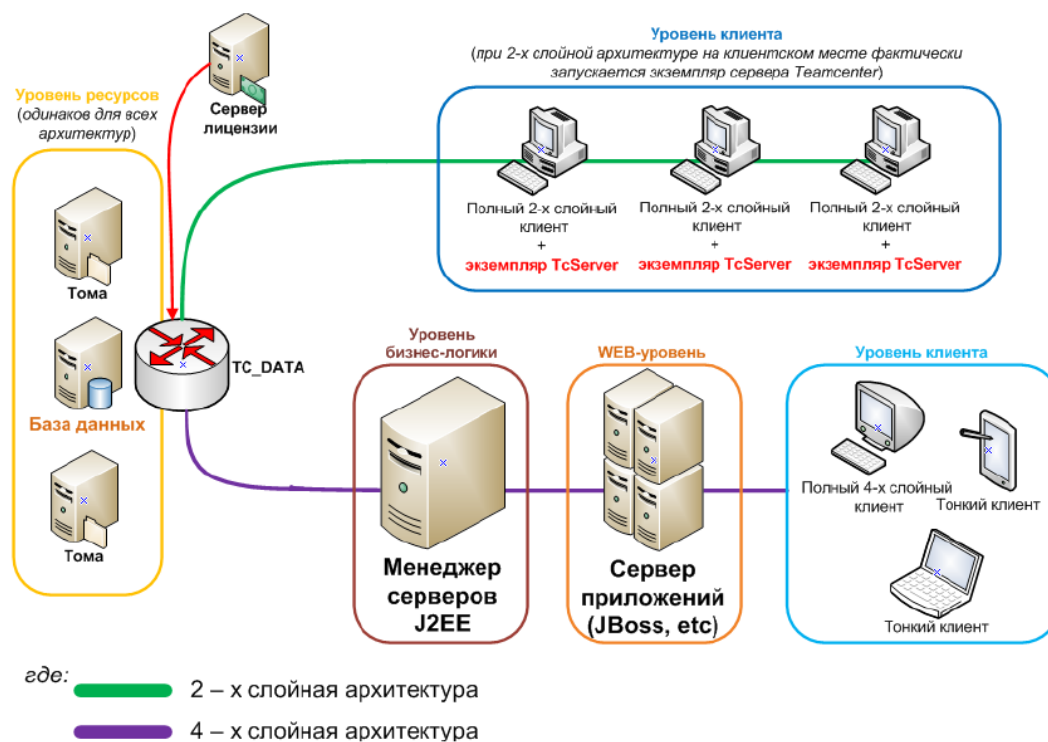 Уровень клиента
(при 2-х слойной архитектуре на клиентском месте фактически
запускается экземпляр сервера Teamcenter)
Уровень ресурсов
(одинаков для всех
архитектур)
Сервер
лицензии
Полный 2-х слойный
клиент
+
экземпляр TcServer
Полный 2-х слойный
клиент
+
экземпляр TcServer
Полный 2-х слойный
клиент
+
экземпляр TcServer
Тома
База данных
Тома
TC_DATA
Уровень
бизнес-логики
Менеджер
серверов
J2EE
WEB-уровень
Сервер
приложений
(JBoss, etc)
Уровень клиента
Полный 4-х слойный
клиент
Тонкий клиент
Тонкий клиент
где:
2 – х слойная архитектура
4 – х слойная архитектура